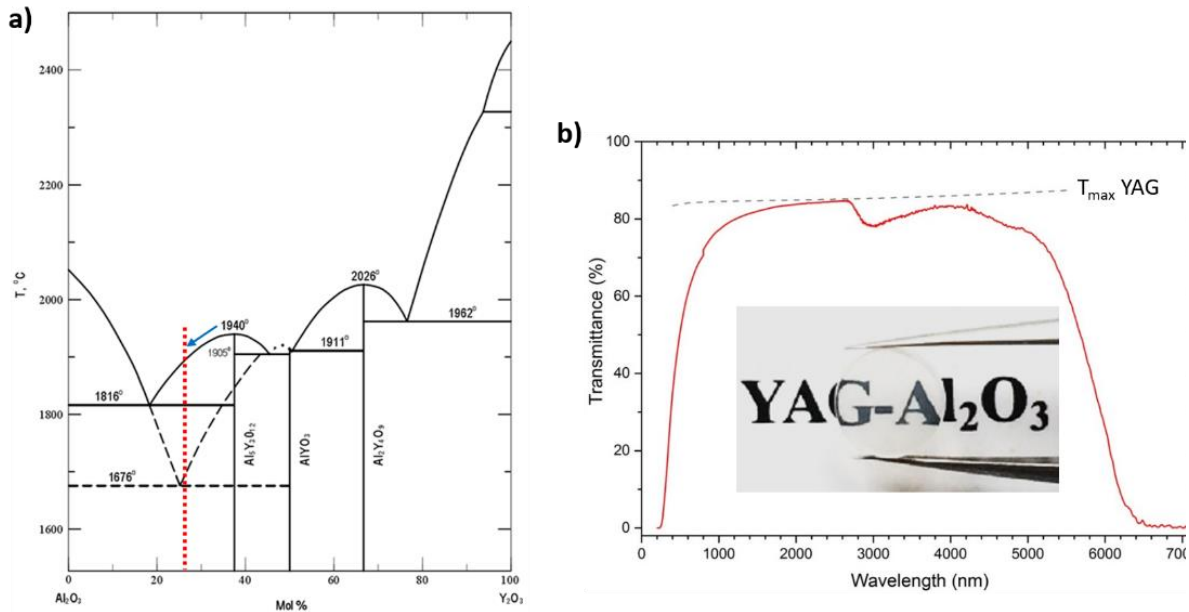 a)
2400
2200
2000
1800
1600
T, °C
2026°
1940°
1905°
1962°
1911°
1816°
1676°
Al₅Y₃O₁₂
AlYO₃
Al₂Y₄O₉
0 20 40 60 80 100
Al₂O₃ Mol % Y₂O₃
b)
100
80
60
40
20
0
Transmittance (%)
Tmax YAG
YAG-Al₂O₃
0 1000 2000 3000 4000 5000 6000 700
Wavelength (nm)